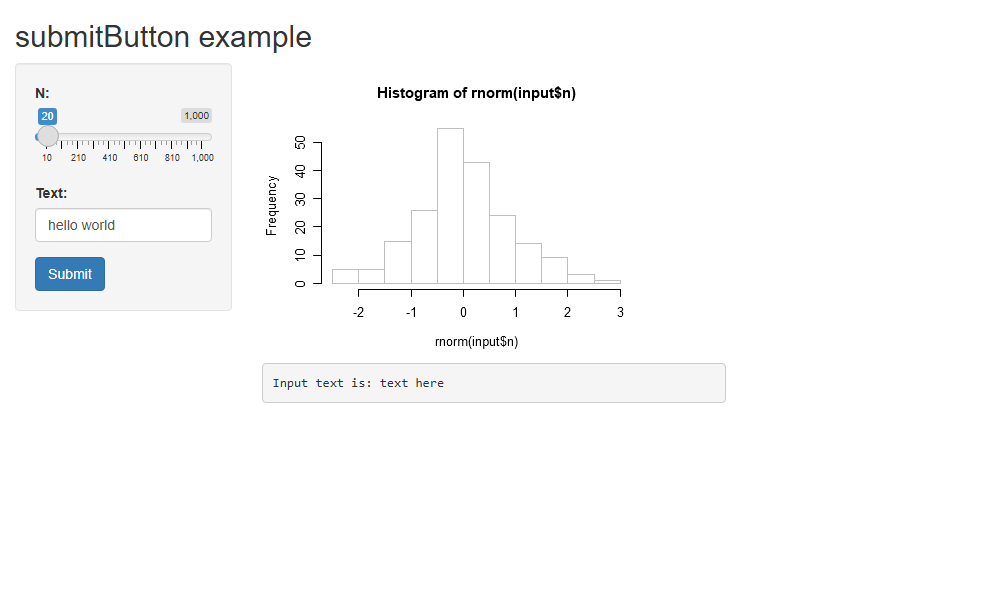 submitButton example
N:
20 1,000
10 210 410 610 810 1,000
Text:
hello world
Submit
Histogram of rnorm(input$n)
Frequency
0 10 20 30 40 50
-2 -1 0 1 2 3
rnorm(input$n)
Input text is: text here